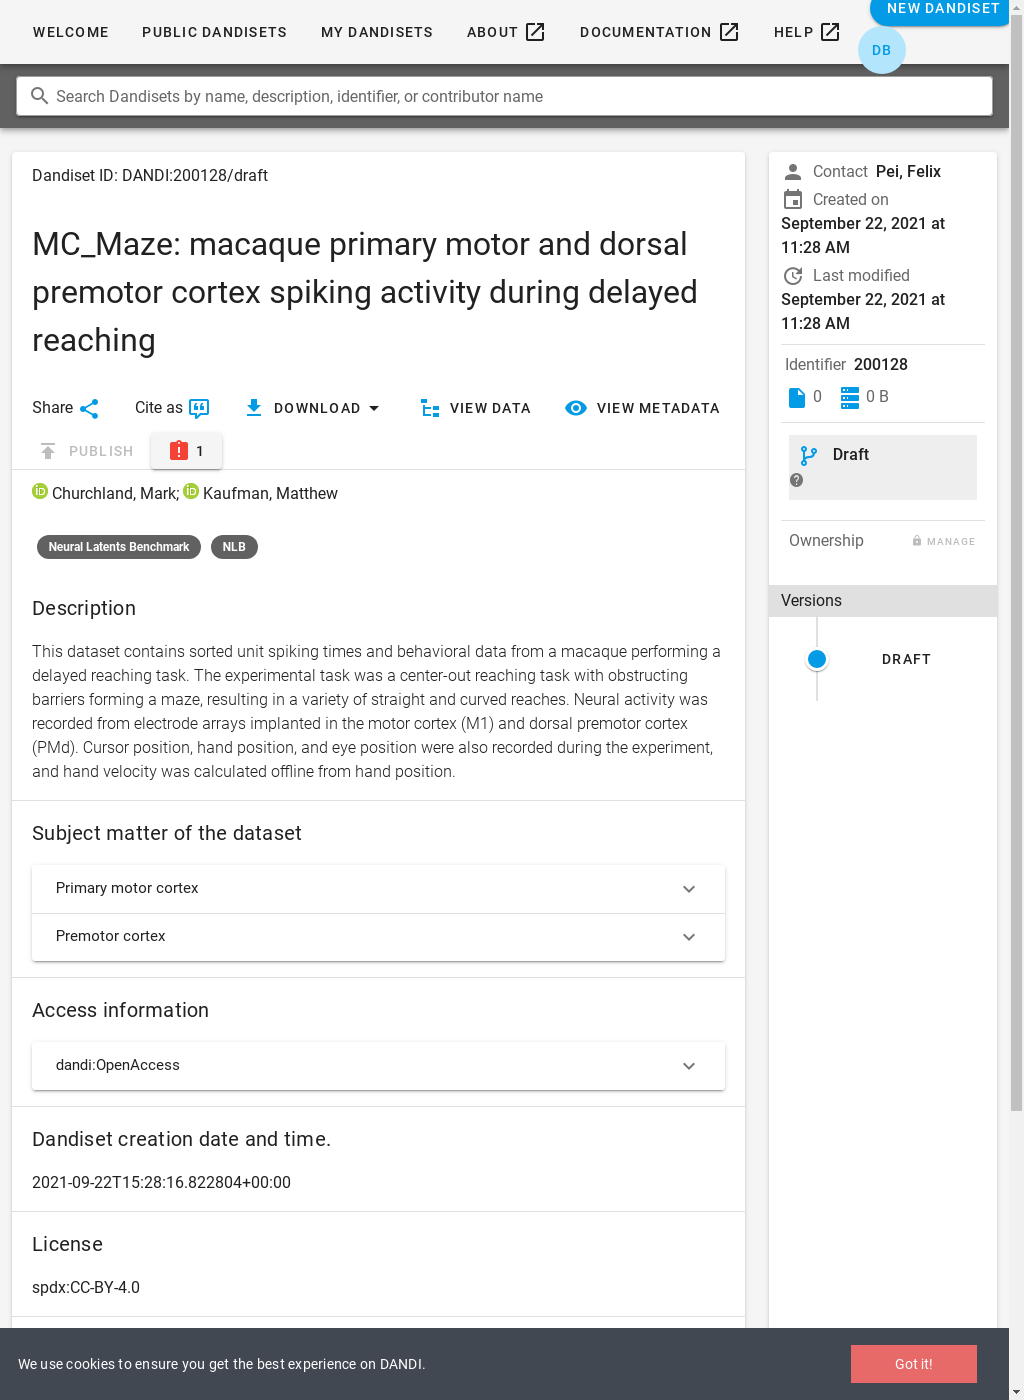 WELCOME PUBLIC DANDISETS MY DANDISETS ABOUT DOCUMENTATION HELP NEW DANDISET
DB
Search Dandisets by name, description, identifier, or contributor name
Dandiset ID: DANDI:200128/draft
MC_Maze: macaque primary motor and dorsal
premotor cortex spiking activity during delayed
reaching
Share Cite as DOWNLOAD VIEW DATA VIEW METADATA
PUBLISH 1
iD Churchland, Mark; iD Kaufman, Matthew
Neural Latents Benchmark NLB
Description
This dataset contains sorted unit spiking times and behavioral data from a macaque performing a
delayed reaching task. The experimental task was a center-out reaching task with obstructing
barriers forming a maze, resulting in a variety of straight and curved reaches. Neural activity was
recorded from electrode arrays implanted in the motor cortex (M1) and dorsal premotor cortex
(PMd). Cursor position, hand position, and eye position were also recorded during the experiment,
and hand velocity was calculated offline from hand position.
Subject matter of the dataset
Primary motor cortex
Premotor cortex
Access information
dandi:OpenAccess
Dandiset creation date and time.
2021-09-22T15:28:16.822804+00:00
License
spdx:CC-BY-4.0
Contact Pei, Felix
Created on
September 22, 2021 at
11:28 AM
Last modified
September 22, 2021 at
11:28 AM
Identifier 200128
0 0 B
Draft
?
Ownership MANAGE
Versions
DRAFT
We use cookies to ensure you get the best experience on DANDI.
Got it!